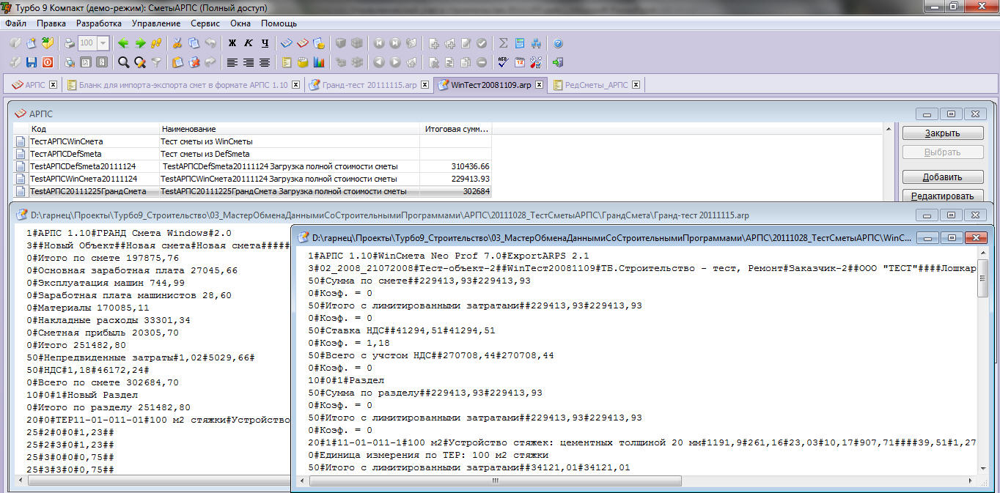 Турбо 9 Компакт (демо-режим): СметыАРПС (Полный доступ)
Файл Правка Разработка Управление Сервис Окна Помощь
100 Ж К Ч
ABC 12
АРПС Бланк для импорта-экспорта смет в формате АРПС 1.10 Гранд-тест 20111115.arp WinТест20081109.arp РедСметы_АРПС
АРПС
Код Наименование Итоговая сумм...
ТестАРПСWinСмета Тест сметы из WinСметы
ТестАРПСDefSmeta Тест сметы из DefSmeta
TestАРПСDefSmeta20111124 TestАРПСDefSmeta20111124 Загрузка полной стоимости сметы 310436.66
TestАРПСWinСмета20111124 TestАРПСWinСмета20111124 Загрузка полной стоимости сметы 229413.93
TestАРПС20111225ГрандСмета TestАРПС20111225ГрандСмета Загрузка полной стоимости сметы 302684
Закрыть
Выбрать
Добавить
Редактировать
D:\гарнец\Проекты\Турбо9_Строительство\03_МастерОбменаДаннымиСоСтроительнымиПрограммами\АРПС\20111028_ТестСметыАРПС\ГрандСмета\Гранд-тест 20111115.arp
1#АРПС 1.10#ГРАНД Смета Windows#2.0
3##Новый Объект##Новая смета#Новая смета#####
0#Итого по смете 197875,76
0#Основная заработная плата 27045,66
0#Эксплуатация машин 744,99
0#Заработная плата машинистов 28,60
0#Материалы 170085,11
0#Накладные расходы 33301,34
0#Сметная прибыль 20305,70
0#Итого 251482,80
50#Непредвиденные затраты#1,02#5029,66#
50#НДС#1,18#46172,24#
0#Всего по смете 302684,70
10#0#1#Новый Раздел
0#Итого по разделу 251482,80
20#0#ТЕР11-01-011-01#100 м2 стяжки#Устройство
25#2#0#0#1,23##
25#2#3#0#1,23##
25#3#0#0#0,75##
25#3#3#0#0,75##
D:\гарнец\Проекты\Турбо9_Строительство\03_МастерОбменаДаннымиСоСтроительнымиПрограммами\АРПС\20111028_ТестСметыАРПС\WinС...
1#АРПС 1.10#WinСмета Neo Prof 7.0#ExportARPS 2.1
3#02_2008_21072008#Тест-объект-2##WinТест20081109#ТБ.Строительство - тест, Ремонт#Заказчик-2##ООО "ТЕСТ"####Лошкар
50#Сумма по смете##229413,93#229413,93
0#Коэф. = 0
50#Итого с лимитированными затратами##229413,93#229413,93
0#Коэф. = 0
50#Ставка НДС##41294,51#41294,51
0#Коэф. = 1,18
50#Всего с учстом НДС##270708,44#270708,44
0#Коэф. = 0
10#0#1#Раздел
50#Сумма по разделу##229413,93#229413,93
0#Коэф. = 0
50#Итого с лимитированными затратами##229413,93#229413,93
0#Коэф. = 0
20#1#11-01-011-1#100 м2#Устройство стяжек: цементных толщиной 20 мм#1191,9#261,16#23,03#10,17#907,71####39,51#1,27
0#Единица измерения по ТЕР: 100 м2 стяжки
50#Итого с лимитированными затратами##34121,01#34121,01